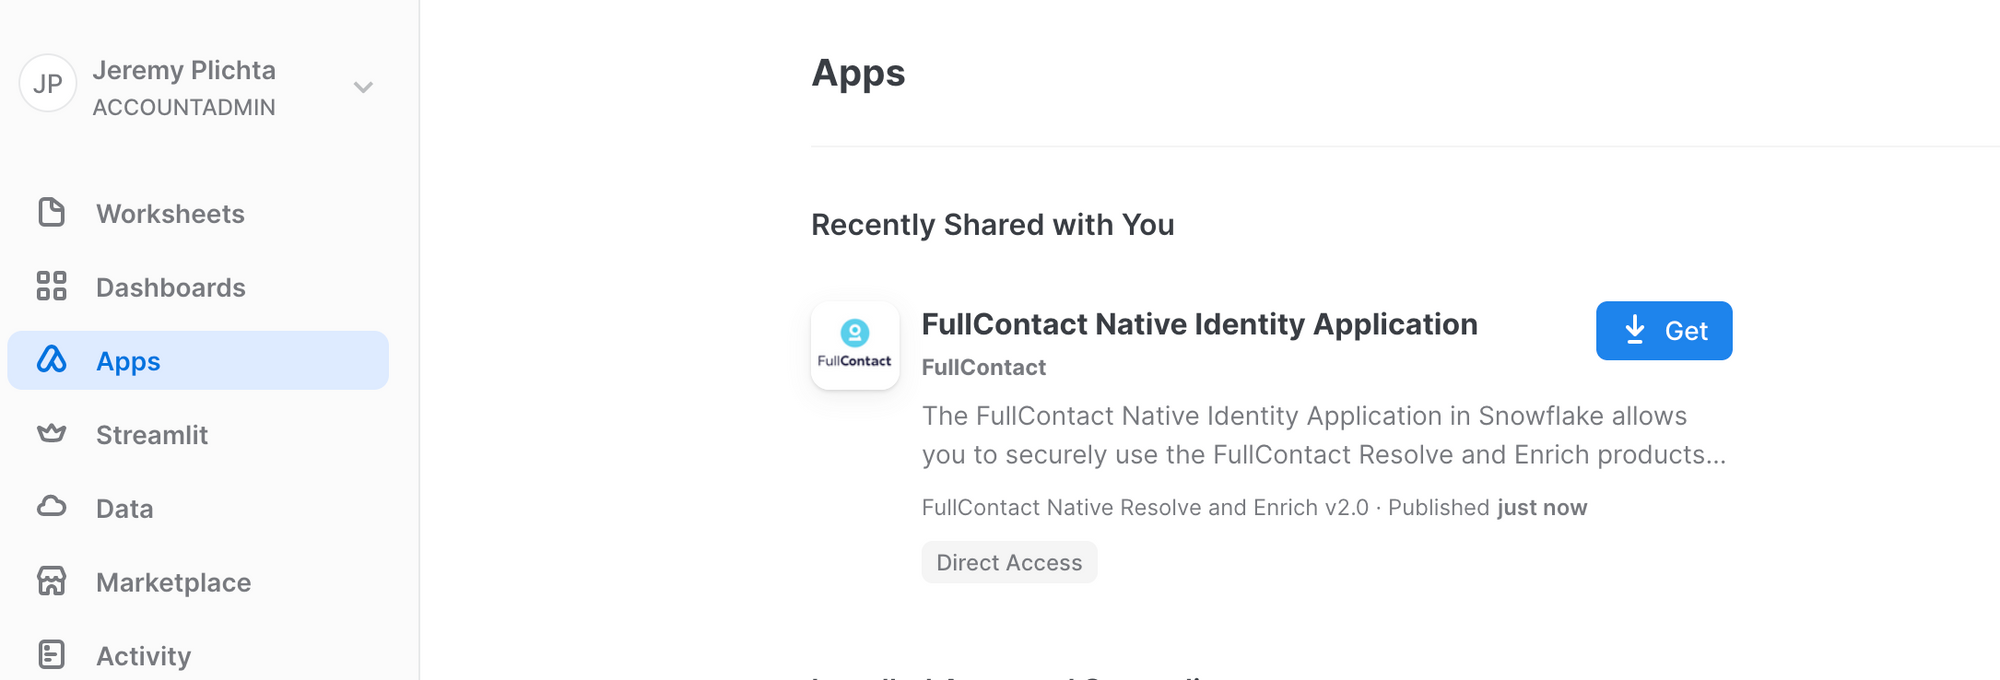 JP
Jeremy Plichta
ACCOUNTADMIN
Worksheets
Dashboards
Apps
Streamlit
Data
Marketplace
Activity
Apps
Recently Shared with You
FullContact
FullContact Native Identity Application
Get
FullContact
The FullContact Native Identity Application in Snowflake allows
you to securely use the FullContact Resolve and Enrich products...
FullContact Native Resolve and Enrich v2.0 · Published just now
Direct Access